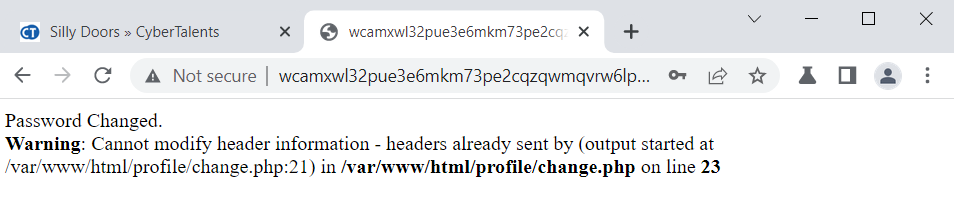 Silly Doors » CyberTalents
wcamxwl32pue3e6mkm73pe2cq
Not secure wcamxwl32pue3e6mkm73pe2cqzqwmqvrw6lp...
Password Changed.
Warning: Cannot modify header information - headers already sent by (output started at
/var/www/html/profile/change.php:21) in /var/www/html/profile/change.php on line 23